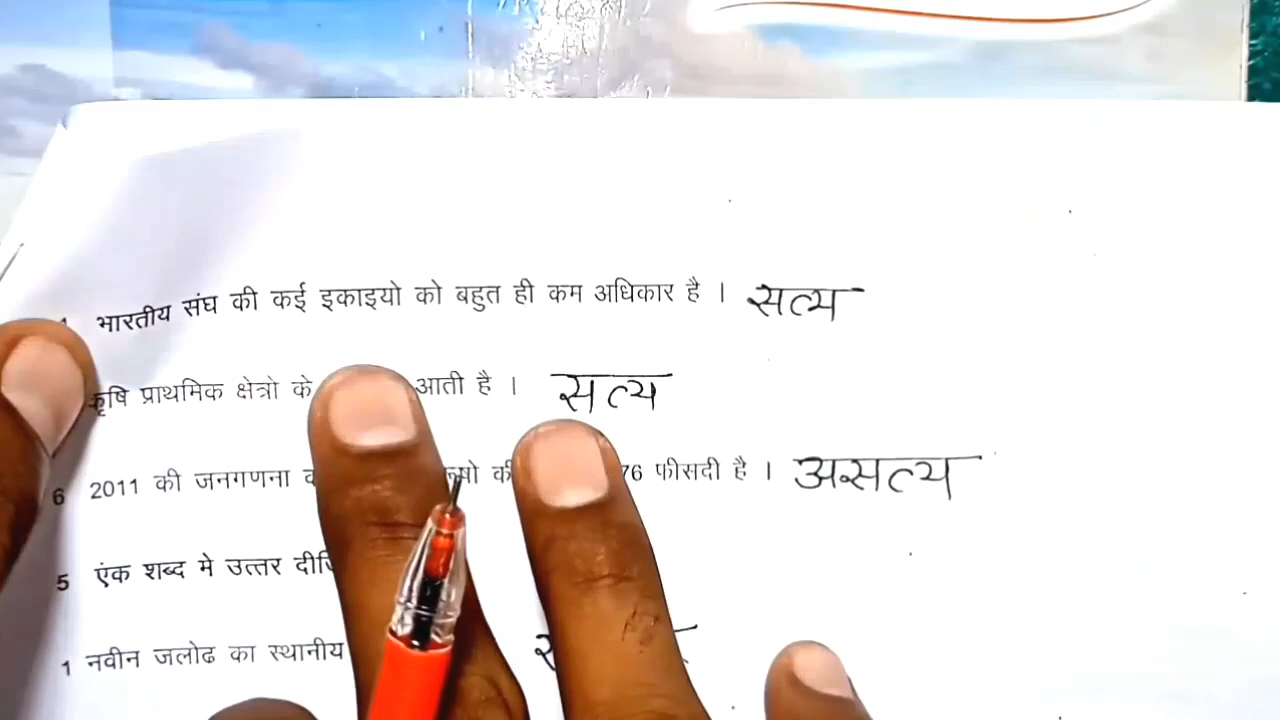 भारतीय संघ की कई इकाइयो को बहुत ही कम अधिकार है । सत्य
कृषि प्राथमिक क्षेत्रो के आती है । सत्य
6 2011 की जनगणना की 76 फीसदी है । असत्य
5 एंक शब्द मे उत्तर
1 नवीन जलोढ का स्थानीय